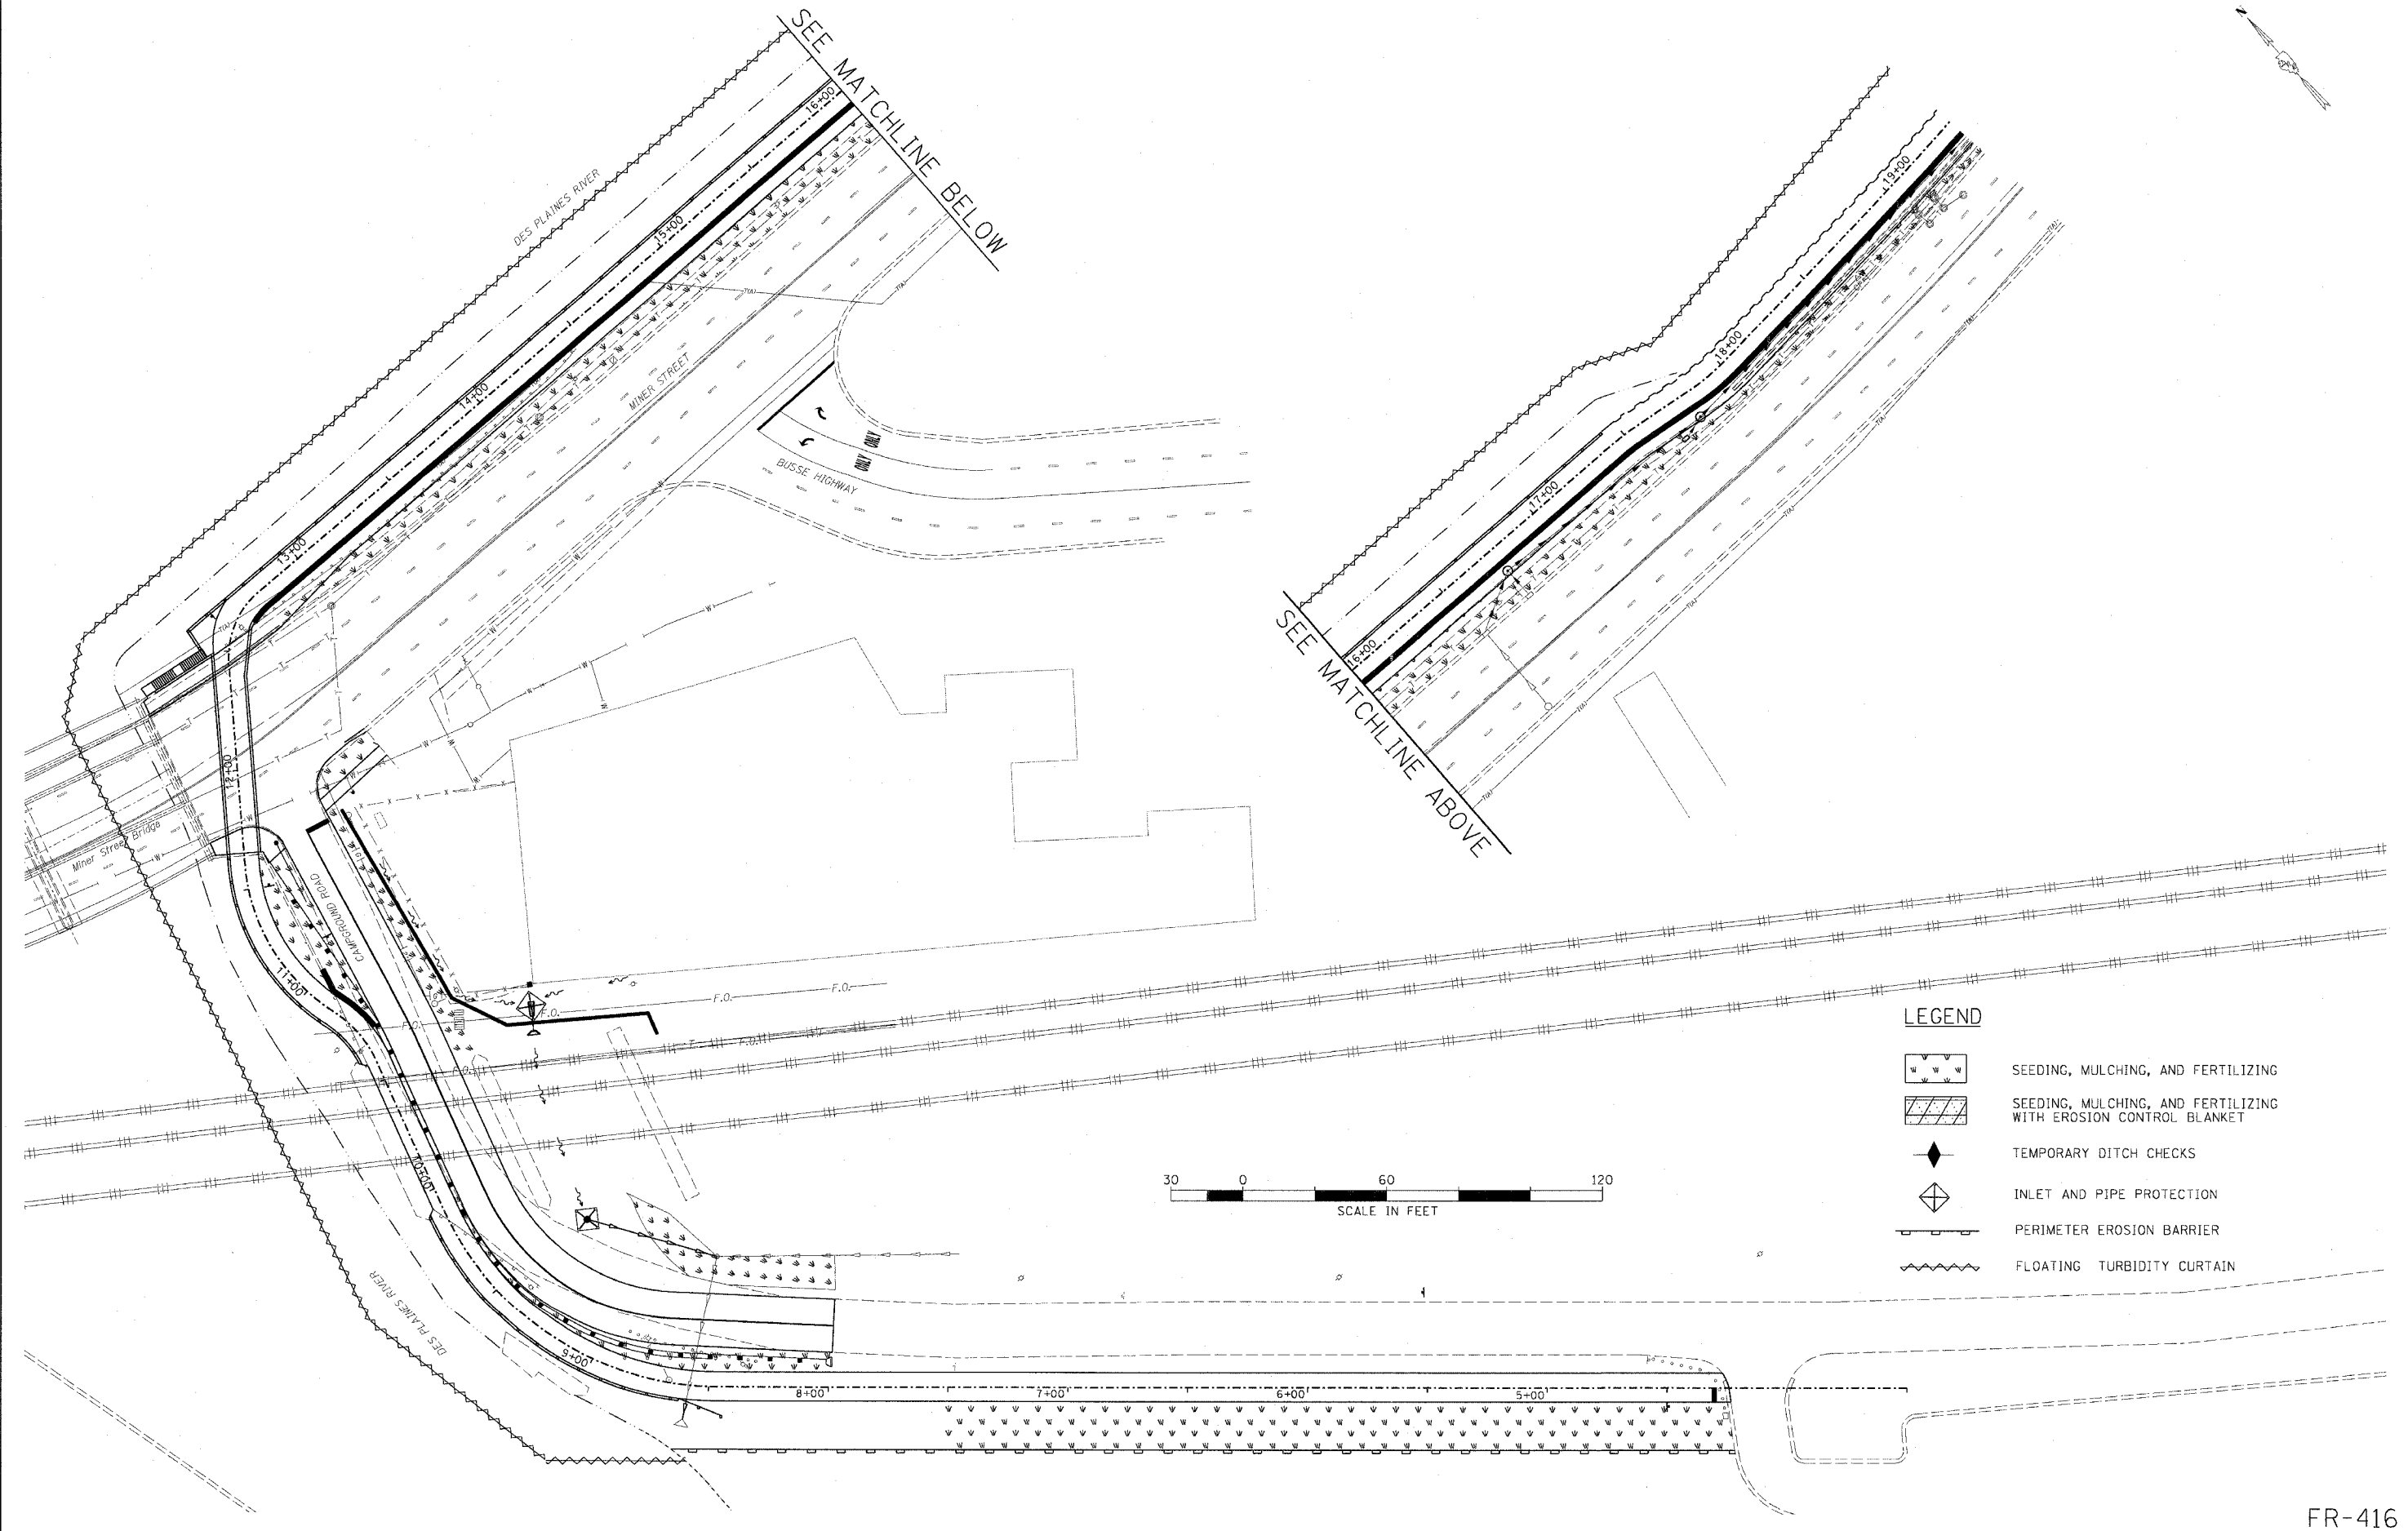 N
SEE MATCHLINE BELOW
16+00
DES PLAINES RIVER
15+00
19+00
18+00
14+00
MINER STREET
ONLY ONLY
BUSSE HIGHWAY
17+00
13+00
16+00
SEE MATCHLINE ABOVE
12+00
Miner Street Bridge
CAMPGROUND ROAD
11+00
F.O.
F.O.
F.O.
F.O.
F.O.
F.O.
10+00
DES PLAINES RIVER
9+00
8+00
7+00
6+00
5+00
30 0 60 120
SCALE IN FEET
LEGEND
SEEDING, MULCHING, AND FERTILIZING
SEEDING, MULCHING, AND FERTILIZING
WITH EROSION CONTROL BLANKET
TEMPORARY DITCH CHECKS
INLET AND PIPE PROTECTION
PERIMETER EROSION BARRIER
FLOATING TURBIDITY CURTAIN
FR-416